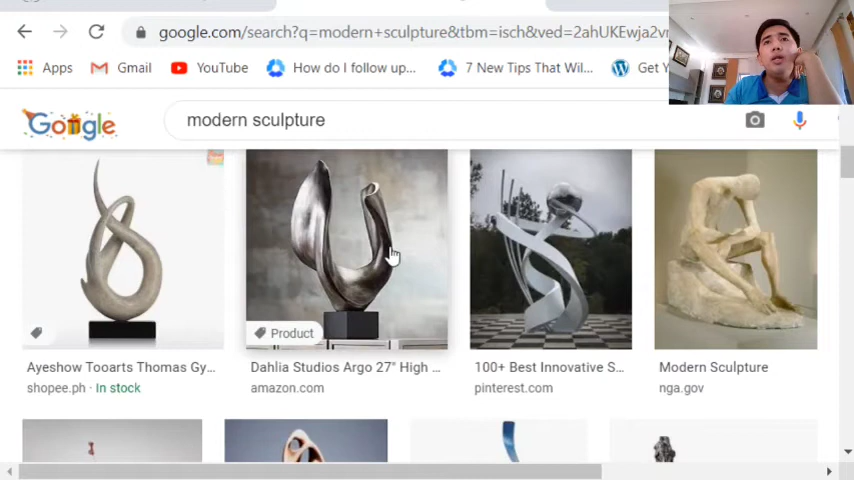 google.com/search?q=modern+sculpture&tbm=isch&ved=2ahUKEwja2v
Apps
Gmail
YouTube
How do I follow up...
7 New Tips That Wil...
Get Y
Google
modern sculpture
Product
Ayeshow Tooarts Thomas Gy...
shopee.ph · In stock
Dahlia Studios Argo 27" High ...
amazon.com
100+ Best Innovative S...
pinterest.com
Modern Sculpture
nga.gov